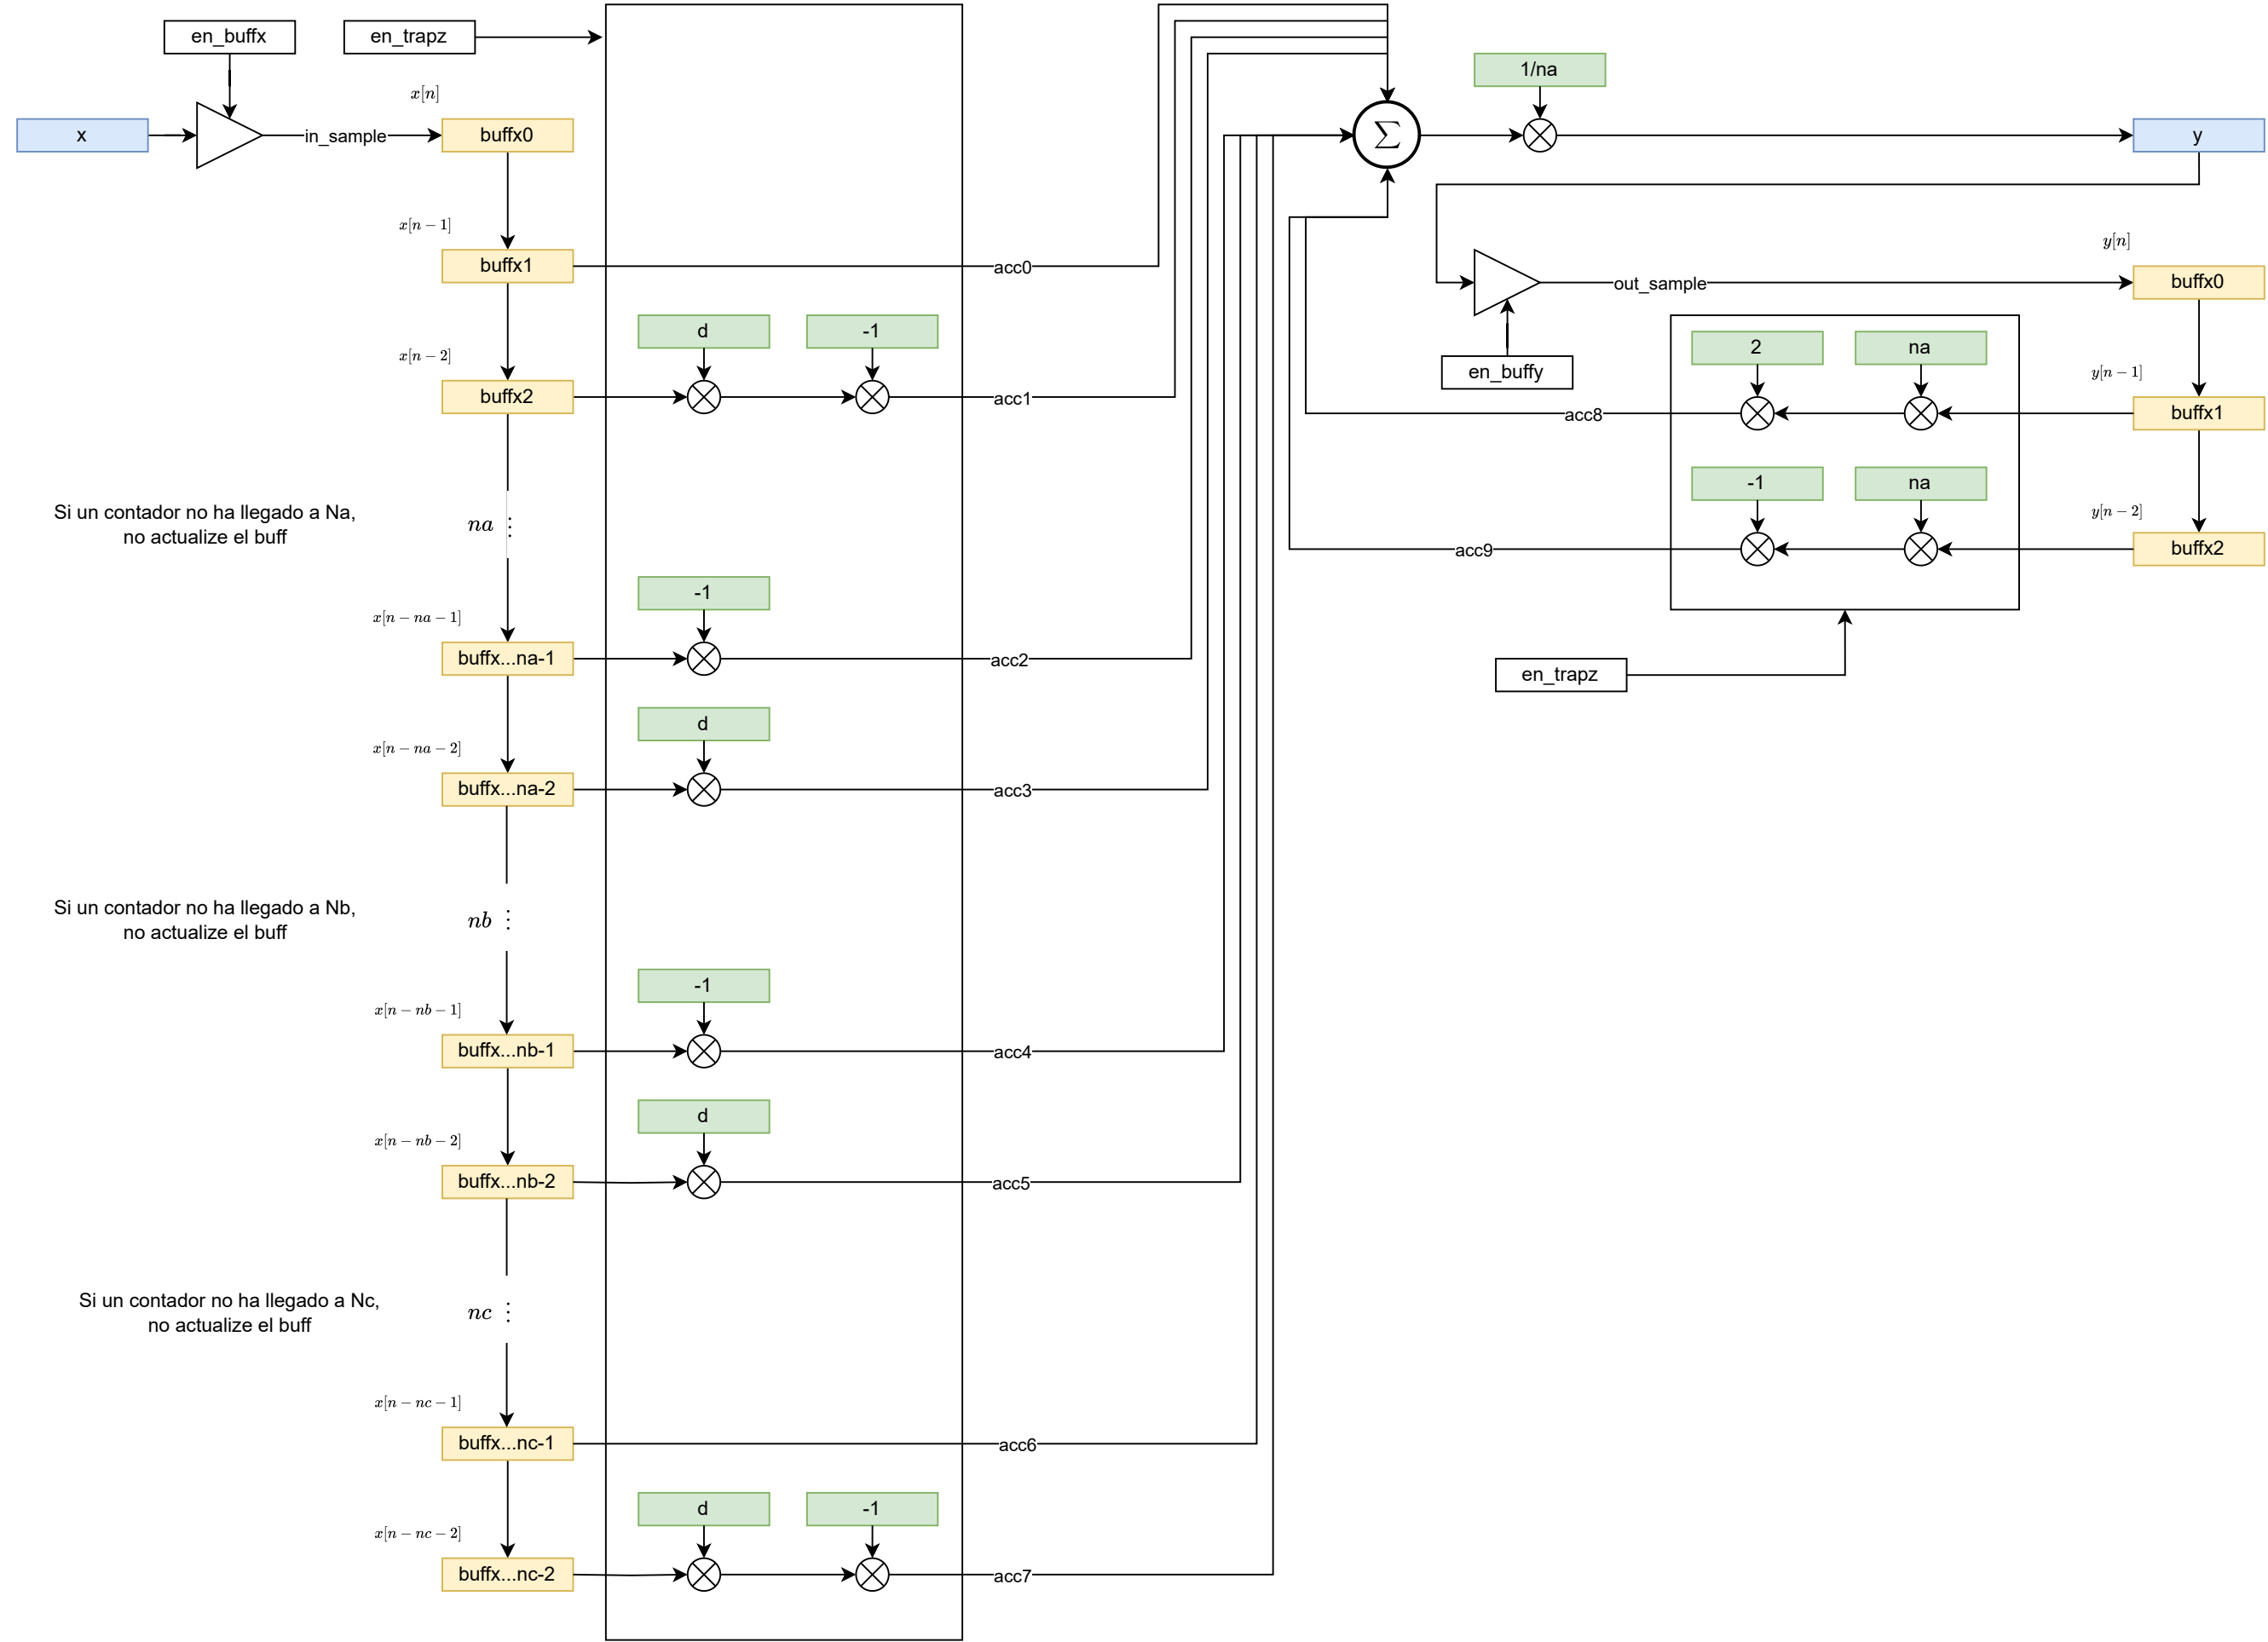 en_buffx
en_trapz
1/na
x[n]
x
in_sample
buffx0
∑
y
x[n − 1]
buffx1
acc0
y[n]
out_sample
buffx0
d
-1
2
na
x[n − 2]
buffx2
acc1
en_buffy
y[n − 1]
acc8
buffx1
-1
na
Si un contador no ha llegado a Na,
no actualize el buff
na ⋮
y[n − 2]
acc9
buffx2
-1
x[n − na − 1]
buffx...na-1
acc2
en_trapz
d
x[n − na − 2]
buffx...na-2
acc3
Si un contador no ha llegado a Nb,
no actualize el buff
nb ⋮
-1
x[n − nb − 1]
buffx...nb-1
acc4
d
x[n − nb − 2]
buffx...nb-2
acc5
Si un contador no ha llegado a Nc,
no actualize el buff
nc ⋮
x[n − nc − 1]
buffx...nc-1
acc6
d
-1
x[n − nc − 2]
buffx...nc-2
acc7